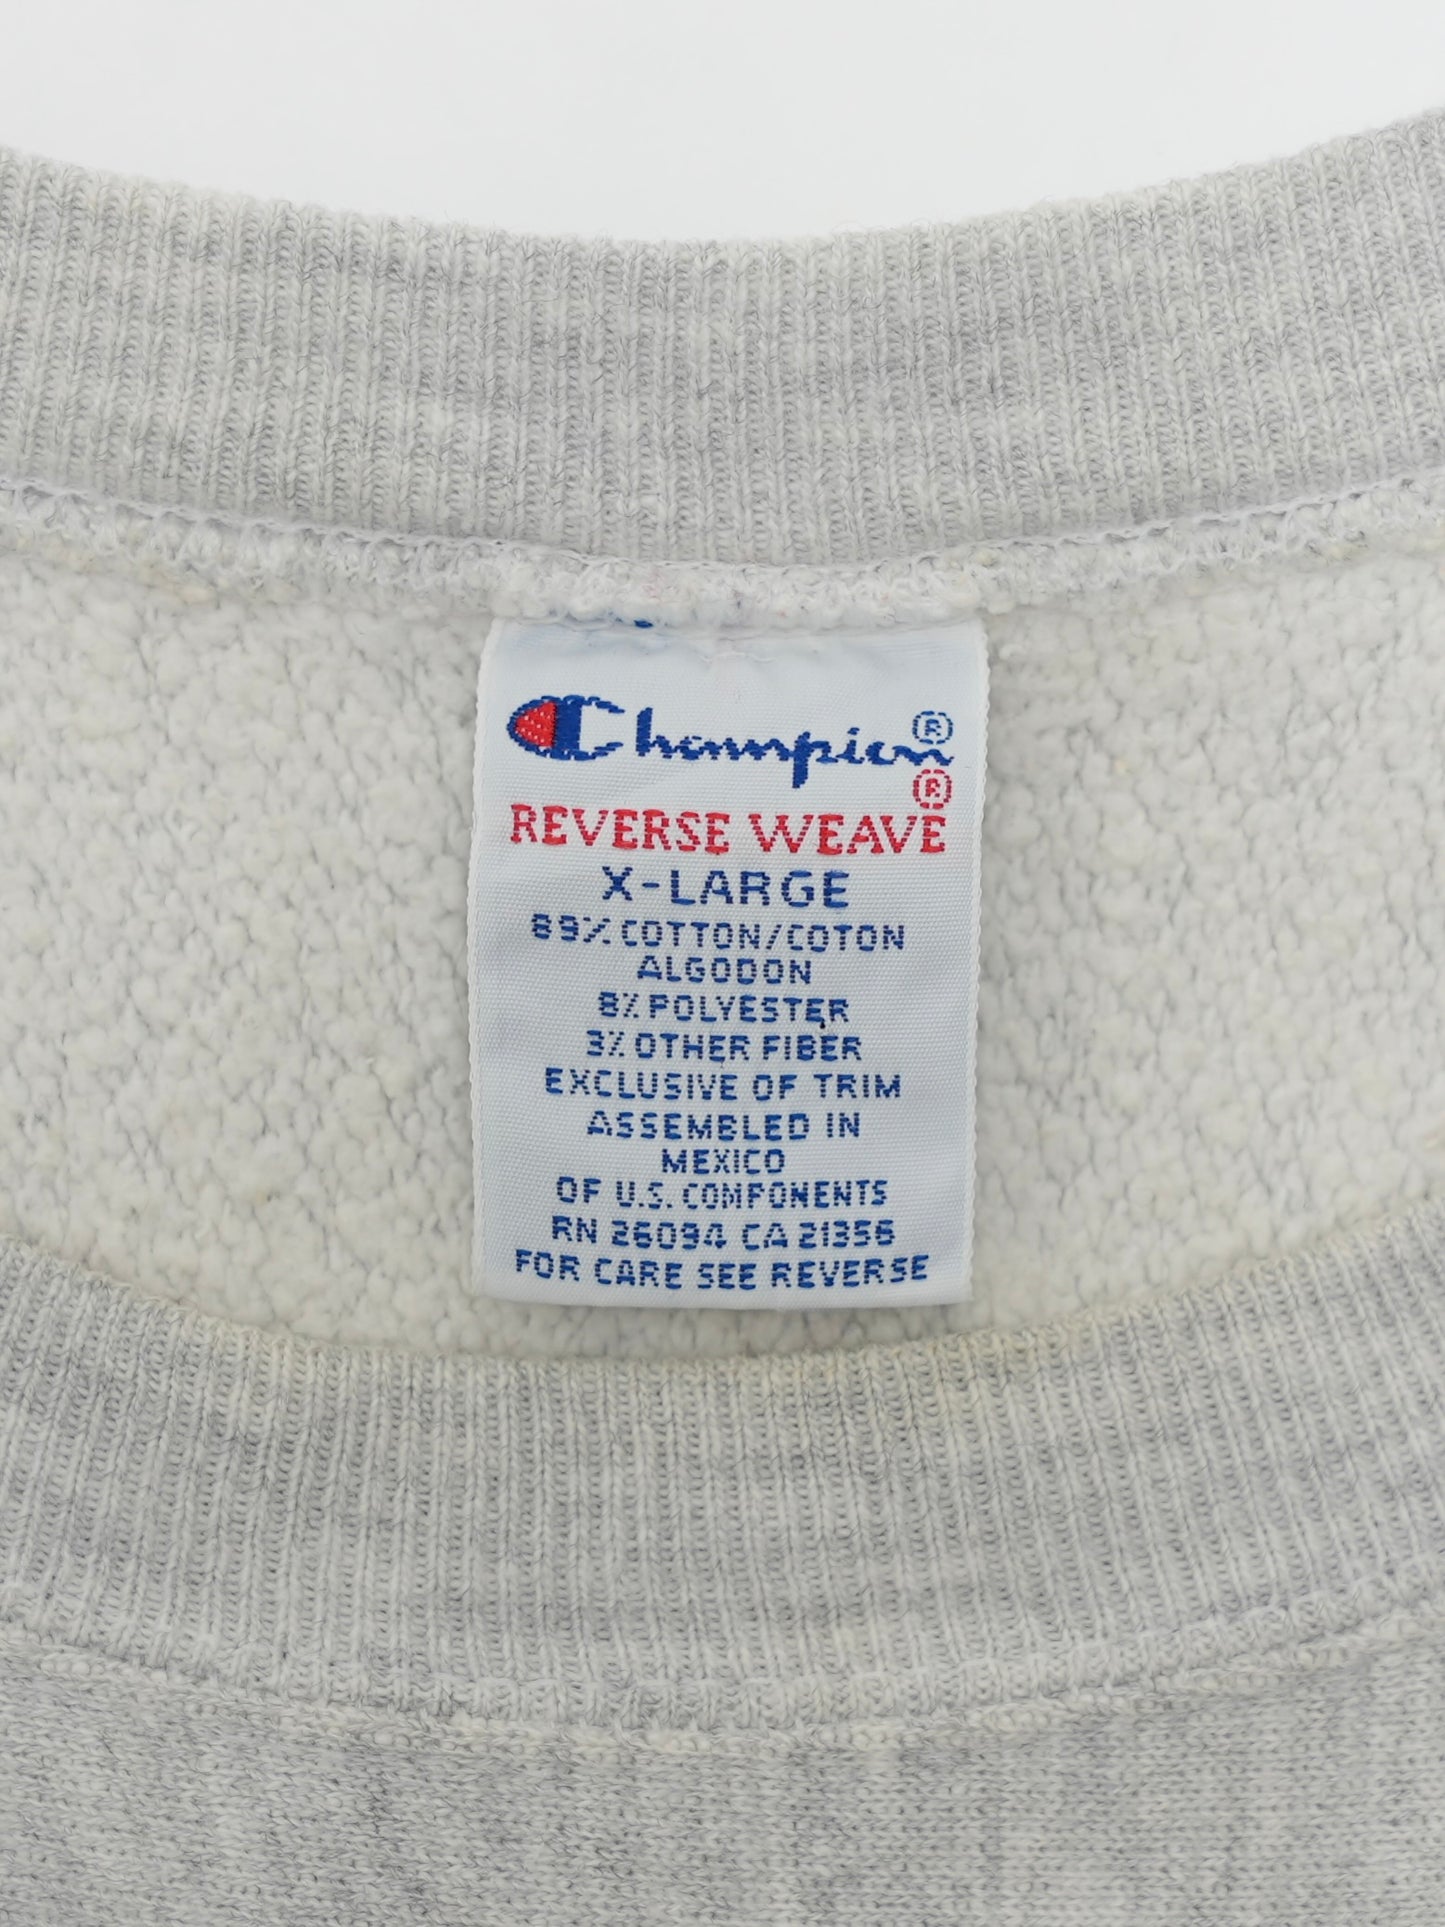 Champion®
®
REVERSE WEAVE
X-LARGE
89% COTTON/COTON
ALGODON
8% POLYESTER
3% OTHER FIBER
EXCLUSIVE OF TRIM
ASSEMBLED IN
MEXICO
OF U.S. COMPONENTS
RN 26094 CA 21356
FOR CARE SEE REVERSE